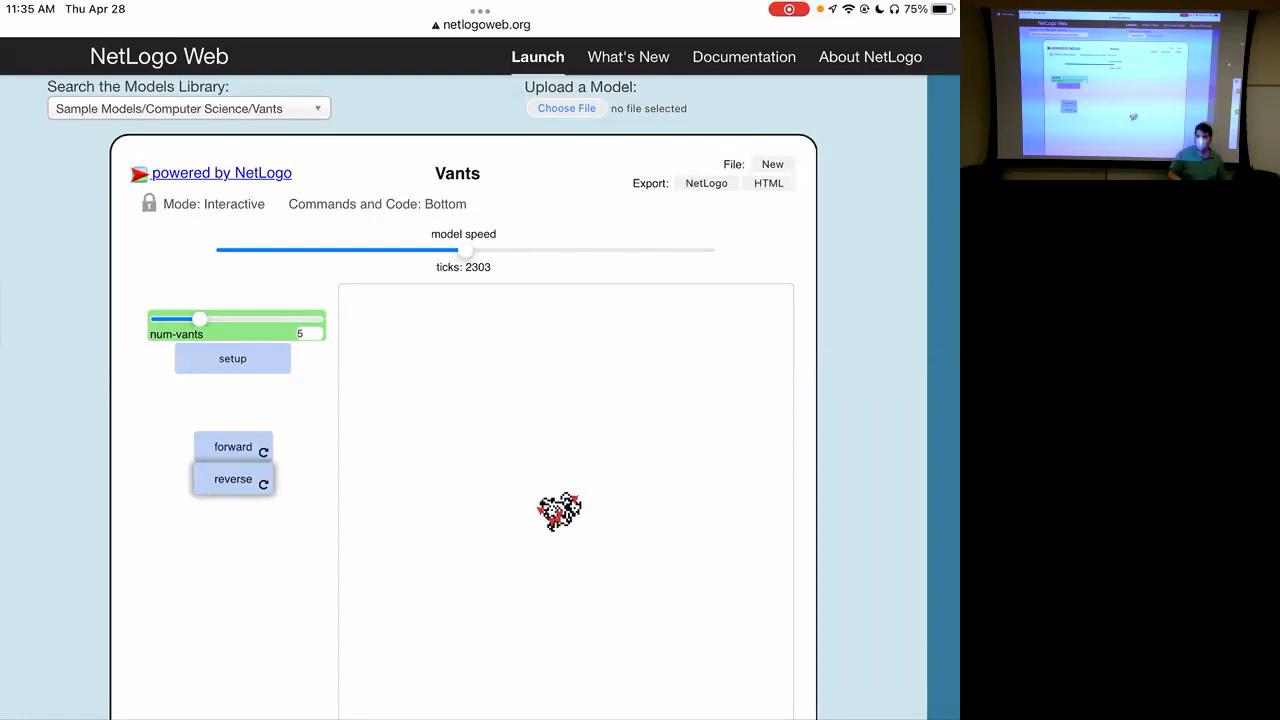 11:35 AM Thu Apr 28
75%
netlogoweb.org
NetLogo Web
Launch What's New Documentation About NetLogo
Search the Models Library:
Upload a Model:
Sample Models/Computer Science/Vants
Choose File no file selected
powered by NetLogo
Vants
File: New
Export: NetLogo HTML
Mode: Interactive Commands and Code: Bottom
model speed
ticks: 2303
num-vants 5
setup
forward
reverse